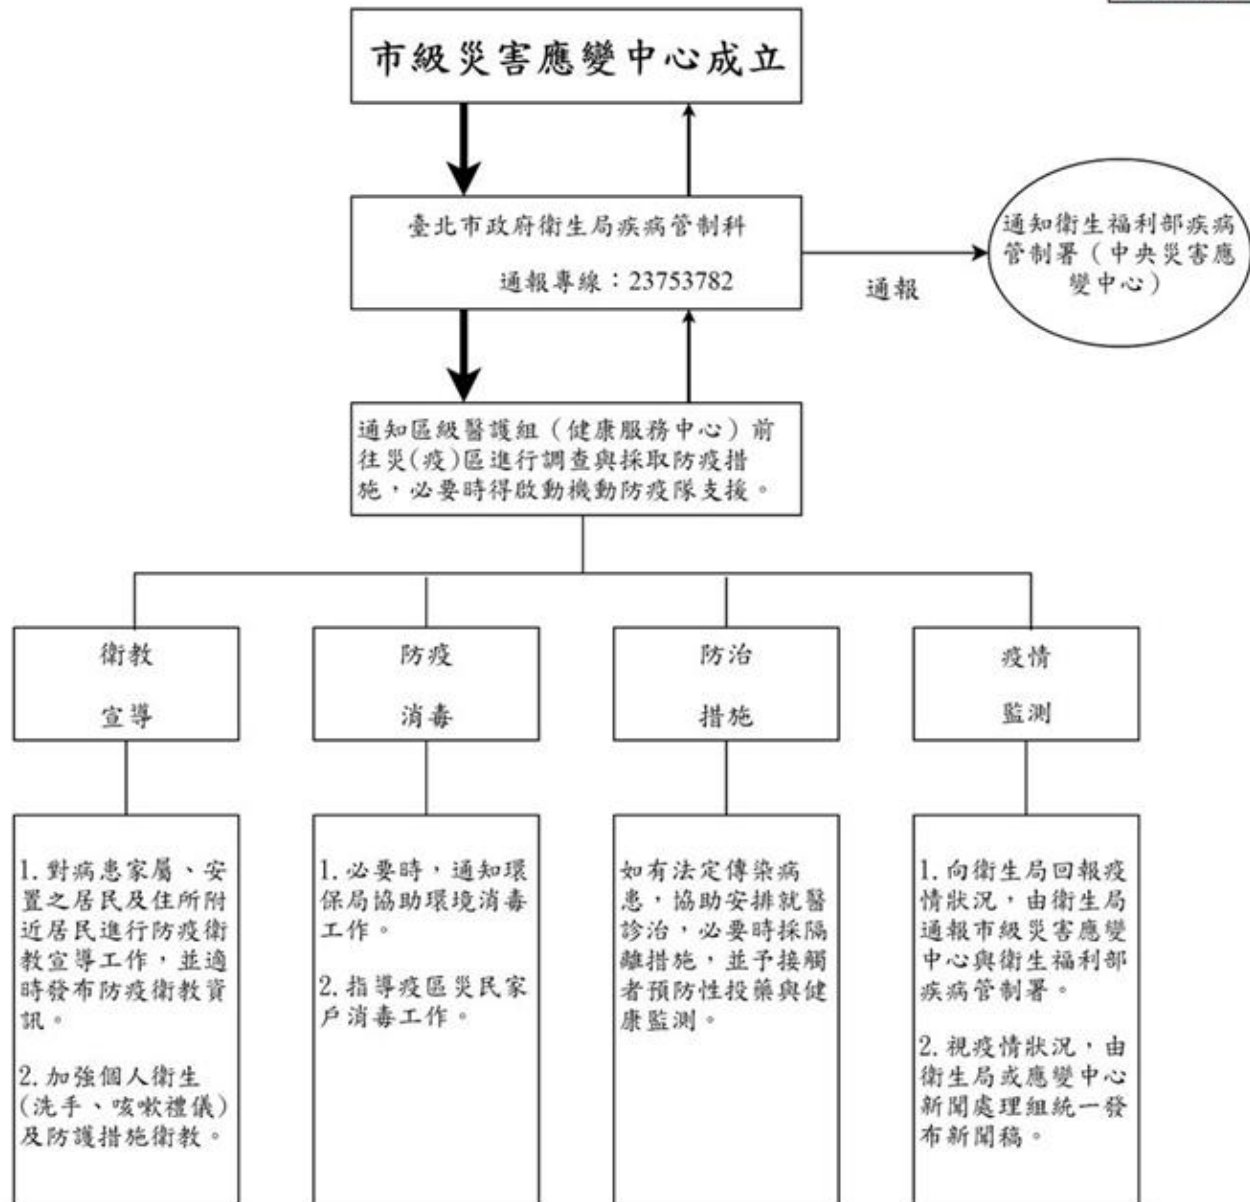 市級災害應變中心成立
臺北市政府衛生局疾病管制科
通報專線：23753782
通報
通知衛生福利部疾病
管制署（中央災害應
變中心）
通知區級醫護組（健康服務中心）前
往災(疫)區進行調查與採取防疫措
施，必要時得啟動機動防疫隊支援。
衛教
宣導
防疫
消毒
防治
措施
疫情
監測
1.對病患家屬、安
置之居民及住所附
近居民進行防疫衛
教宣導工作，並適
時發布防疫衛教資
訊。
2.加強個人衛生
(洗手、咳嗽禮儀)
及防護措施衛教。
1.必要時，通知環
保局協助環境消毒
工作。
2.指導疫區災民家
戶消毒工作。
如有法定傳染病
患，協助安排就醫
診治，必要時採隔
離措施，並予接觸
者預防性投藥與健
康監測。
1.向衛生局回報疫
情狀況，由衛生局
通報市級災害應變
中心與衛生福利部
疾病管制署。
2.視疫情狀況，由
衛生局或應變中心
新聞處理組統一發
布新聞稿。